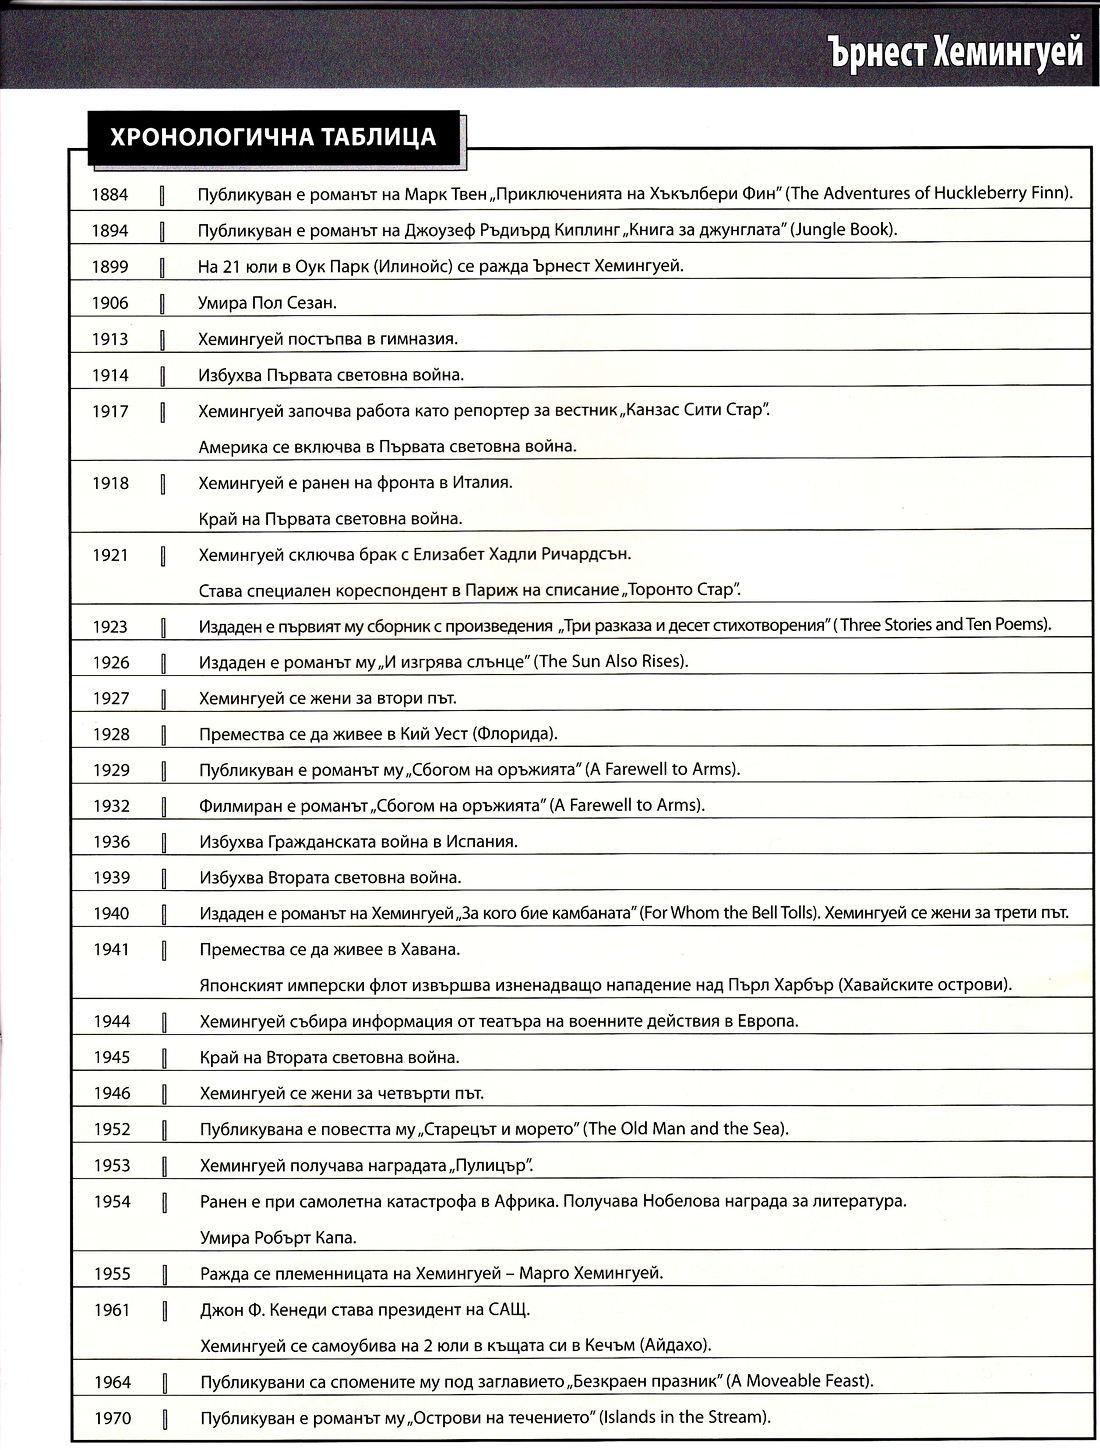 Ърнест Хемингуей
ХРОНОЛОГИЧНА ТАБЛИЦА
1884 Публикуван е романът на Марк Твен „Приключенията на Хъкълбери Фин” (The Adventures of Huckleberry Finn).
1894 Публикуван е романът на Джоузеф Ръдиърд Киплинг „Книга за джунглата” (Jungle Book).
1899 На 21 юли в Оук Парк (Илинойс) се ражда Ърнест Хемингуей.
1906 Умира Пол Сезан.
1913 Хемингуей постъпва в гимназия.
1914 Избухва Първата световна война.
1917 Хемингуей започва работа като репортер за вестник „Канзас Сити Стар”.
Америка се включва в Първата световна война.
1918 Хемингуей е ранен на фронта в Италия.
Край на Първата световна война.
1921 Хемингуей сключва брак с Елизабет Хадли Ричардсън.
Става специален кореспондент в Париж на списание „Торонто Стар”.
1923 Издаден е първият му сборник с произведения „Три разказа и десет стихотворения” ( Three Stories and Ten Poems).
1926 Издаден е романът му „И изгрява слънце” (The Sun Also Rises).
1927 Хемингуей се жени за втори път.
1928 Премества се да живее в Кий Уест (Флорида).
1929 Публикуван е романът му „Сбогом на оръжията” (A Farewell to Arms).
1932 Филмиран е романът „Сбогом на оръжията” (A Farewell to Arms).
1936 Избухва Гражданската война в Испания.
1939 Избухва Втората световна война.
1940 Издаден е романът на Хемингуей „За кого бие камбаната” (For Whom the Bell Tolls). Хемингуей се жени за трети път.
1941 Премества се да живее в Хавана.
Японският имперски флот извършва изненадващо нападение над Пърл Харбър (Хавайските острови).
1944 Хемингуей събира информация от театъра на военните действия в Европа.
1945 Край на Втората световна война.
1946 Хемингуей се жени за четвърти път.
1952 Публикувана е повестта му „Старецът и морето” (The Old Man and the Sea).
1953 Хемингуей получава наградата „Пулицър”.
1954 Ранен е при самолетна катастрофа в Африка. Получава Нобелова награда за литература.
Умира Робърт Капа.
1955 Ражда се племенницата на Хемингуей – Марго Хемингуей.
1961 Джон Ф. Кенеди става президент на САЩ.
Хемингуей се самоубива на 2 юли в къщата си в Кечъм (Айдахо).
1964 Публикувани са спомените му под заглавието „Безкраен празник” (A Moveable Feast).
1970 Публикуван е романът му „Острови на течението” (Islands in the Stream).